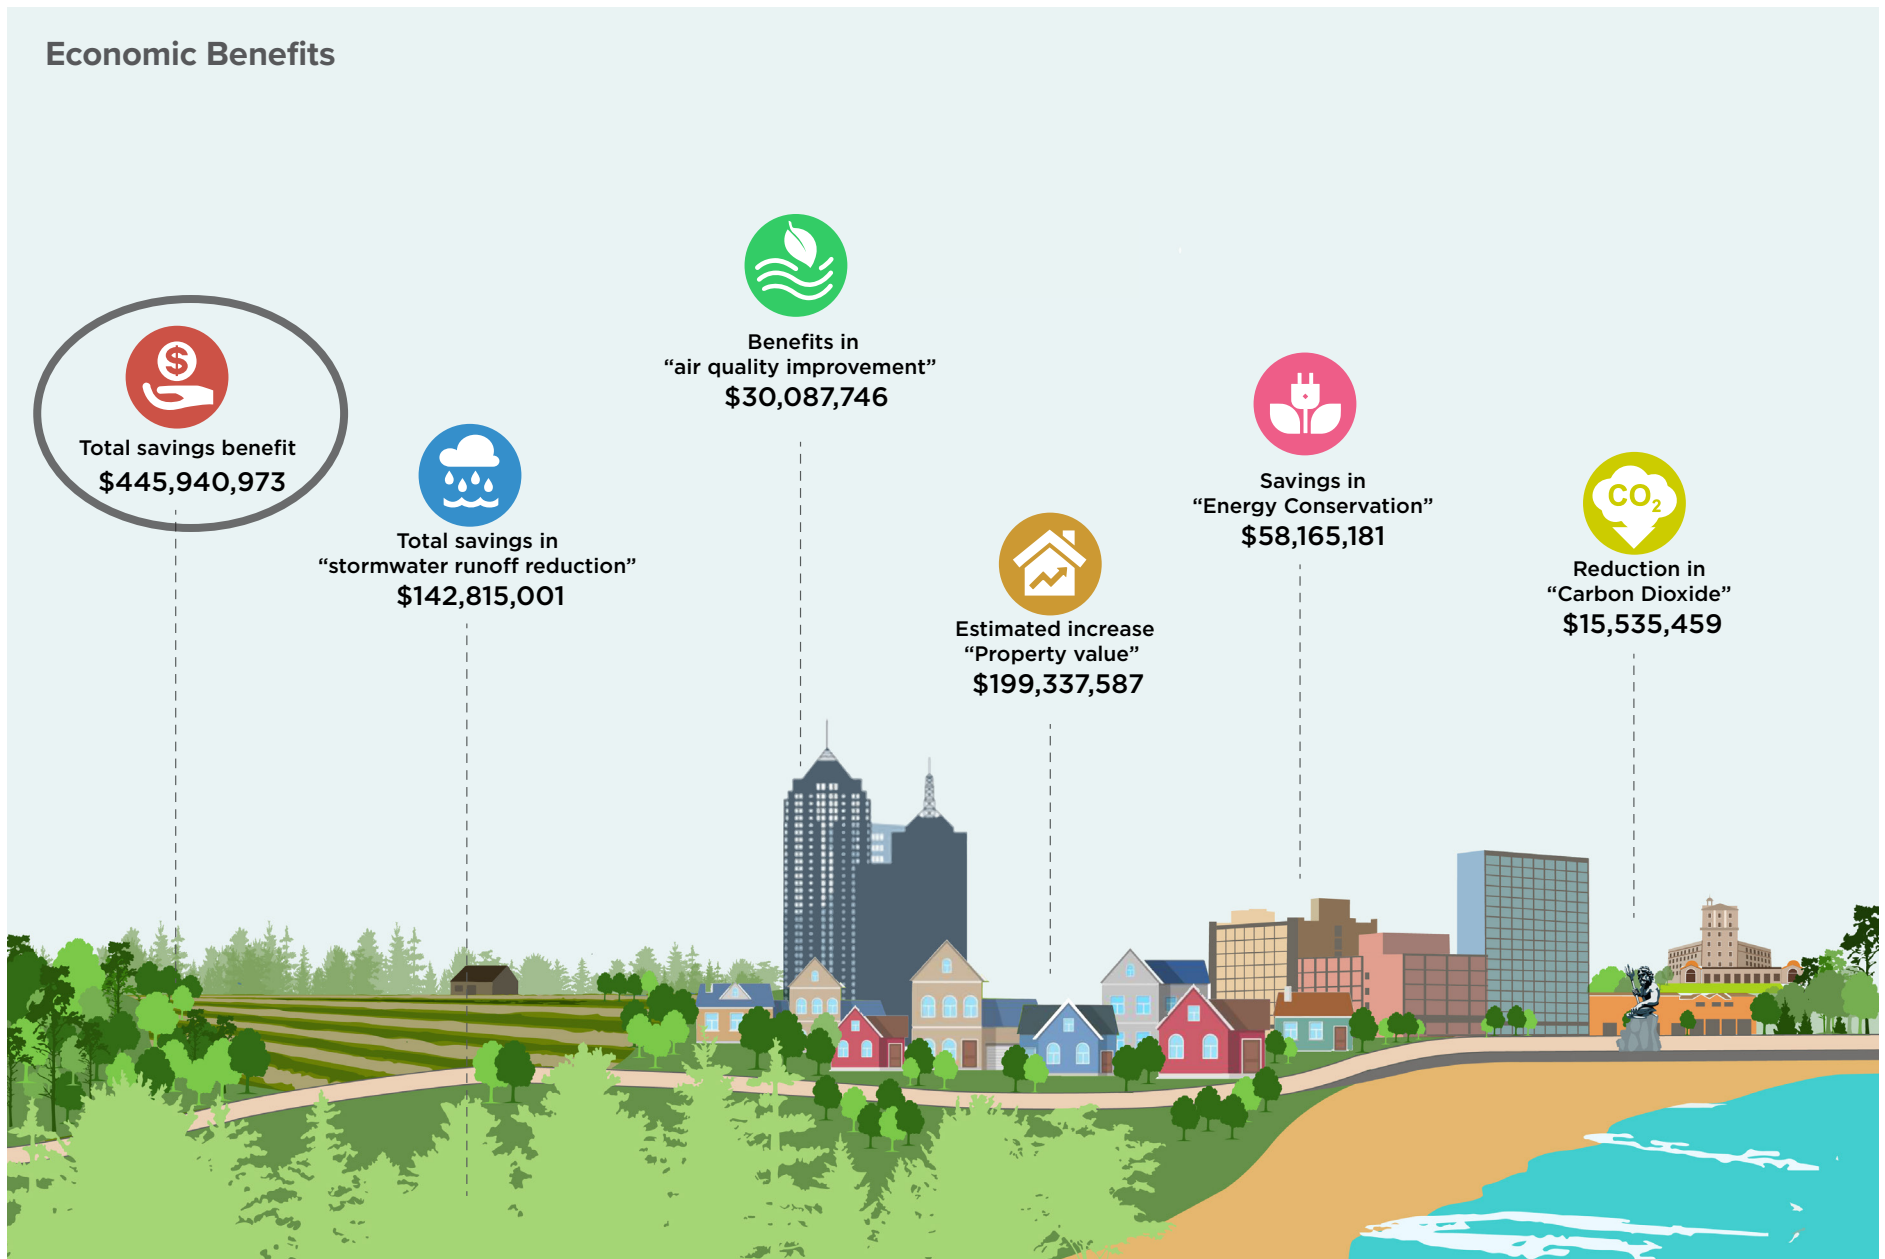 Economic Benefits
$
Total savings benefit
$445,940,973
Total savings in
“stormwater runoff reduction”
$142,815,001
Benefits in
“air quality improvement”
$30,087,746
Estimated increase
“Property value”
$199,337,587
Savings in
“Energy Conservation”
$58,165,181
CO₂
Reduction in
“Carbon Dioxide”
$15,535,459